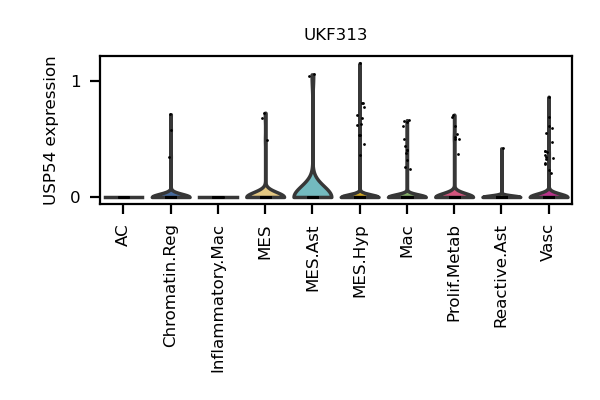 UKF313
USP54 expression
1
0
AC
Chromatin.Reg
Inflammatory.Mac
MES
MES.Ast
MES.Hyp
Mac
Prolif.Metab
Reactive.Ast
Vasc